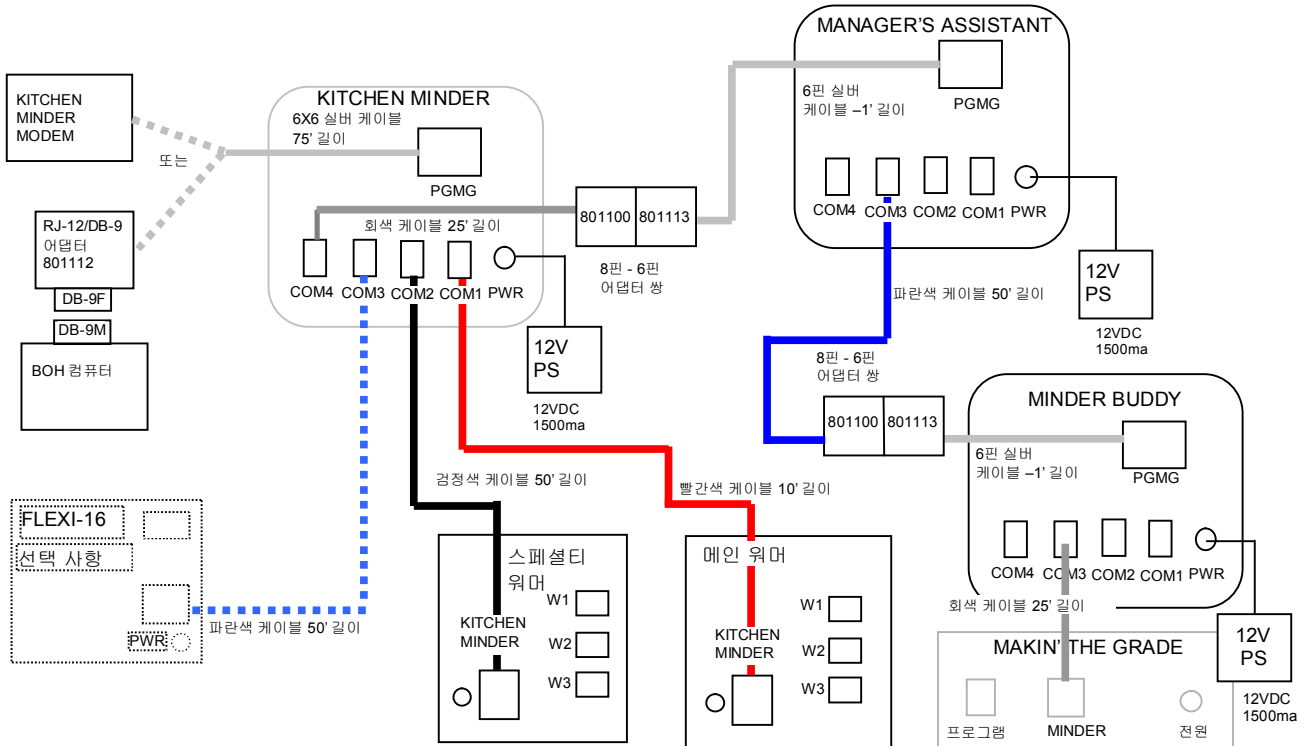 MANAGER'S ASSISTANT
6핀 실버
케이블 –1' 길이
PGMG
COM4 COM3 COM2 COM1 PWR
12V
PS
12VDC
1500ma
KITCHEN
MINDER
MODEM
또는
KITCHEN MINDER
6X6 실버 케이블
75' 길이
PGMG
회색 케이블 25' 길이
COM4 COM3 COM2 COM1 PWR
801100 801113
8핀 - 6핀
어댑터 쌍
12V
PS
12VDC
1500ma
RJ-12/DB-9
어댑터
801112
DB-9F
DB-9M
BOH 컴퓨터
파란색 케이블 50' 길이
8핀 - 6핀
어댑터 쌍
801100 801113
MINDER BUDDY
6핀 실버
케이블 –1' 길이
PGMG
COM4 COM3 COM2 COM1 PWR
회색 케이블 25' 길이
12V
PS
12VDC
1500ma
검정색 케이블 50' 길이
빨간색 케이블 10' 길이
FLEXI-16
선택 사항
PWR
파란색 케이블 50' 길이
스페셜티
워머
W1
KITCHEN
MINDER
W2
W3
메인 워머
W1
KITCHEN
MINDER
W2
W3
MAKIN' THE GRADE
프로그램
MINDER
전원